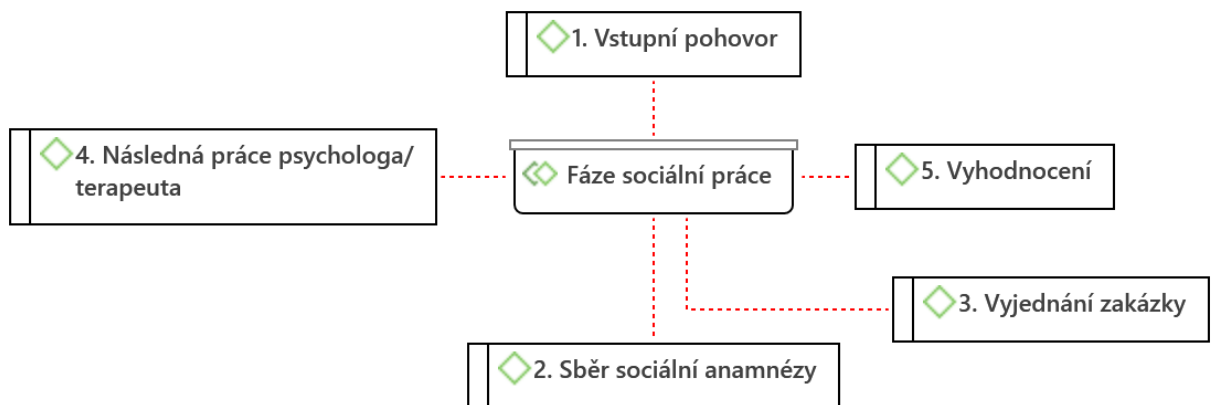 1. Vstupní pohovor
4. Následná práce psychologa/
terapeuta
Fáze sociální práce
5. Vyhodnocení
3. Vyjednání zakázky
2. Sběr sociální anamnézy